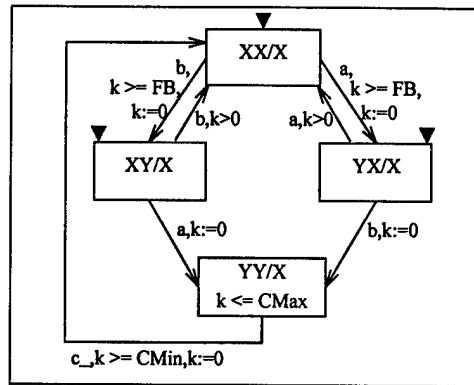 XX/X
b,
k >= FB,
k:=0
b,k>0
a,
k >= FB,
k:=0
a,k>0
XY/X
YX/X
a,k:=0
b,k:=0
YY/X
k <= CMax
c_,k >= CMin,k:=0